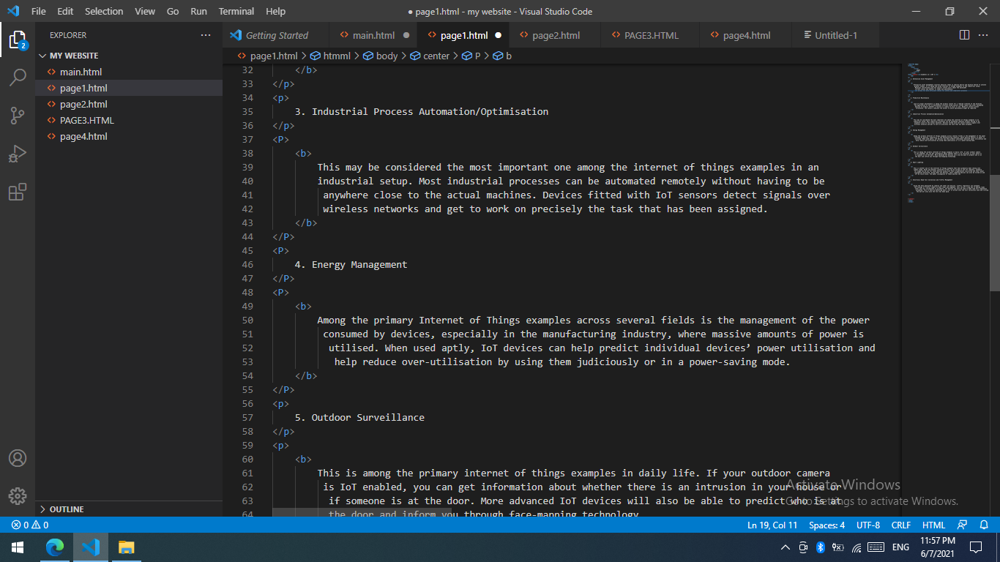 File Edit Selection View Go Run Terminal Help
● page1.html - my website - Visual Studio Code
EXPLORER
Getting Started
main.html
page1.html
page2.html
PAGE3.HTML
page4.html
Untitled-1
2
MY WEBSITE
main.html
page1.html
page2.html
PAGE3.HTML
page4.html
OUTLINE
page1.html > htmml > body > center > P > b
32 </b>
33 </p>
34 <p>
35 3. Industrial Process Automation/Optimisation
36 </p>
37 <P>
38 <b>
39 This may be considered the most important one among the internet of things examples in an
40 industrial setup. Most industrial processes can be automated remotely without having to be
41 anywhere close to the actual machines. Devices fitted with IoT sensors detect signals over
42 wireless networks and get to work on precisely the task that has been assigned.
43 </b>
44 </P>
45 <P>
46 4. Energy Management
47 </P>
48 <P>
49 <b>
50 Among the primary Internet of Things examples across several fields is the management of the power
51 consumed by devices, especially in the manufacturing industry, where massive amounts of power is
52 utilised. When used aptly, IoT devices can help predict individual devices’ power utilisation and
53 help reduce over-utilisation by using them judiciously or in a power-saving mode.
54 </b>
55 </P>
56 <p>
57 5. Outdoor Surveillance
58 </p>
59 <p>
60 <b>
61 This is among the primary internet of things examples in daily life. If your outdoor camera
62 is IoT enabled, you can get information about whether there is an intrusion in your house or
63 if someone is at the door. More advanced IoT devices will also be able to predict who is at
64 the door and inform you through face-mapping technology
Activate Windows
Go to Settings to activate Windows.
0 0
Ln 19, Col 11 Spaces: 4 UTF-8 CRLF HTML
ENG
11:57 PM
6/7/2021